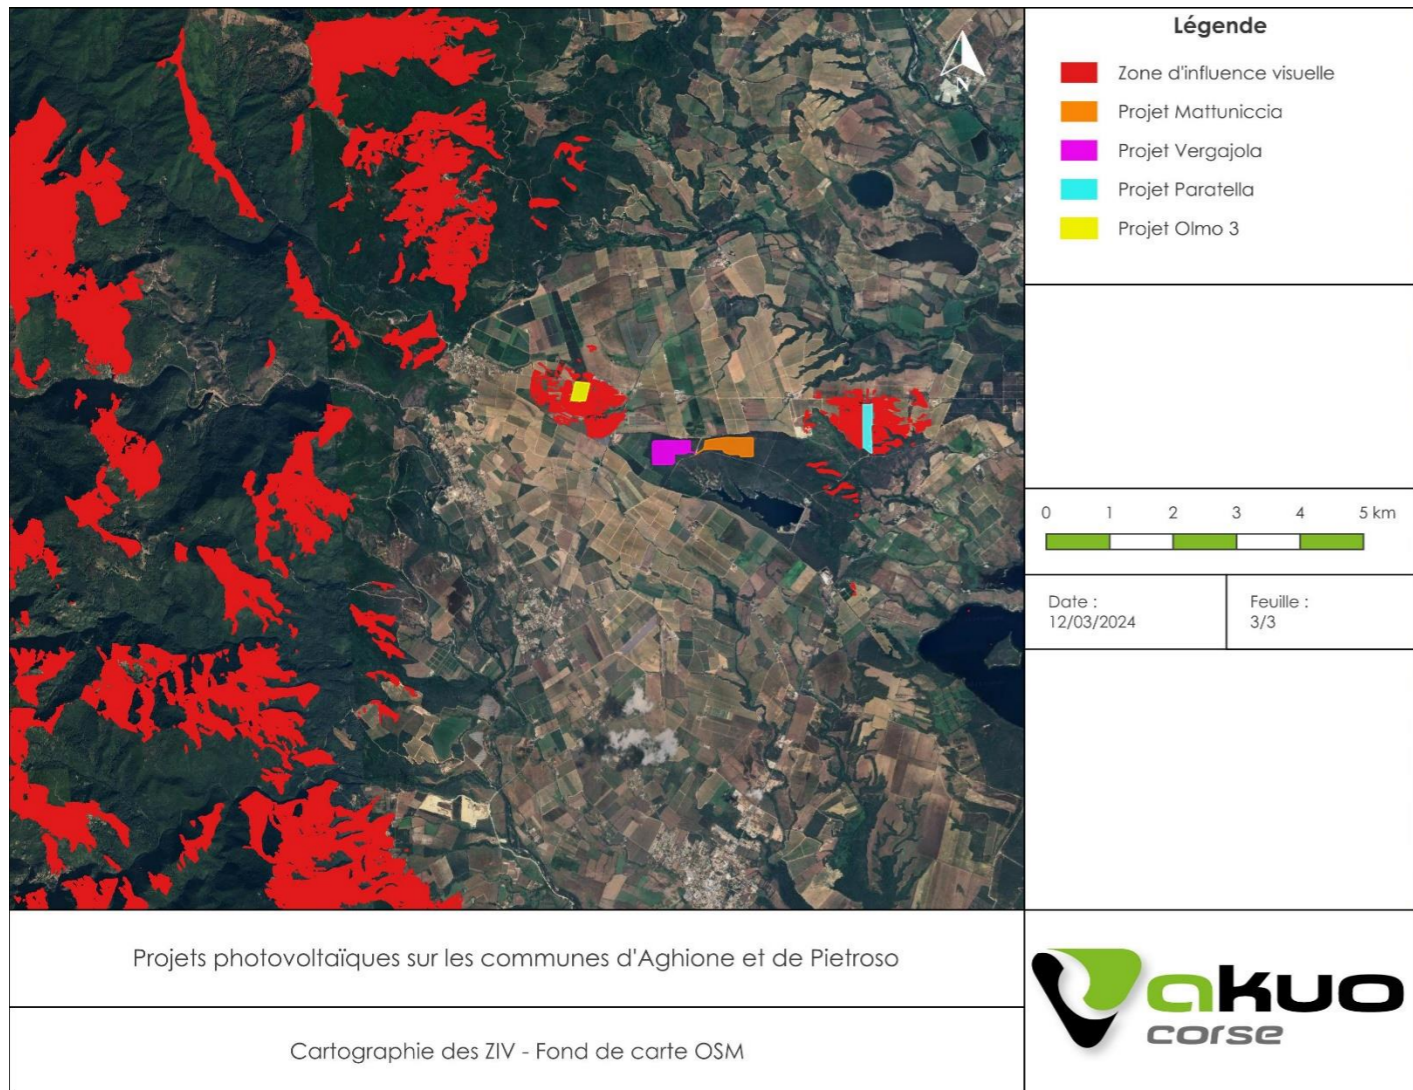 N
Légende
Zone d'influence visuelle
Projet Mattuniccia
Projet Vergajola
Projet Paratella
Projet Olmo 3
0 1 2 3 4 5 km
Date :
12/03/2024
Feuille :
3/3
Projets photovoltaïques sur les communes d'Aghione et de Pietroso
Cartographie des ZIV - Fond de carte OSM
akuo
corse